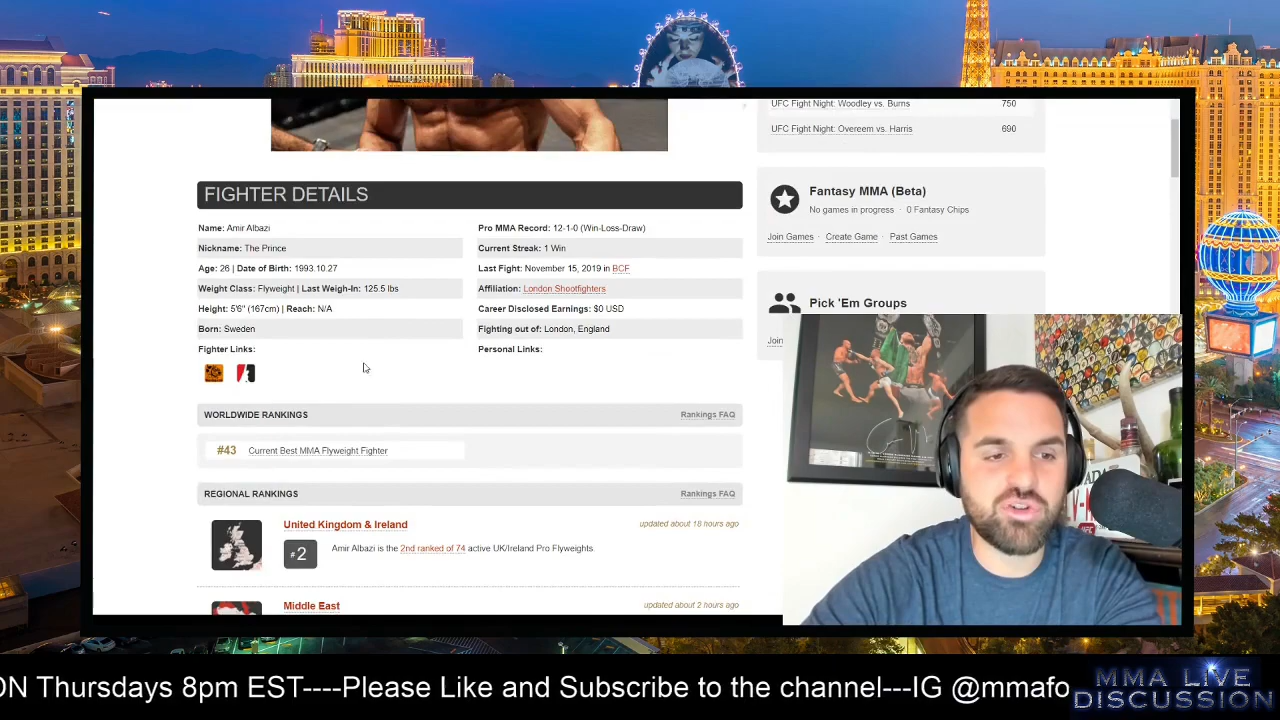 UFC Fight Night: Woodley vs. Burns 750
UFC Fight Night: Overeem vs. Harris 690
FIGHTER DETAILS
Name: Amir Albazi
Pro MMA Record: 12-1-0 (Win-Loss-Draw)
Nickname: The Prince
Current Streak: 1 Win
Age: 26 | Date of Birth: 1993.10.27
Last Fight: November 15, 2019 in BCF
Weight Class: Flyweight | Last Weigh-In: 125.5 lbs
Affiliation: London Shootfighters
Height: 5'6" (167cm) | Reach: N/A
Career Disclosed Earnings: $0 USD
Born: Sweden
Fighting out of: London, England
Fighter Links:
Personal Links:
WORLDWIDE RANKINGS
Rankings FAQ
#43 Current Best MMA Flyweight Fighter
REGIONAL RANKINGS
Rankings FAQ
United Kingdom & Ireland
updated about 18 hours ago
#2
Amir Albazi is the 2nd ranked of 74 active UK/Ireland Pro Flyweights.
Middle East
updated about 2 hours ago
Fantasy MMA (Beta)
No games in progress · 0 Fantasy Chips
Join Games · Create Game · Past Games
Pick 'Em Groups
Join
ON Thursdays 8pm EST----Please Like and Subscribe to the channel---IG @mmafo
MMA LIVE
DISCUSSION